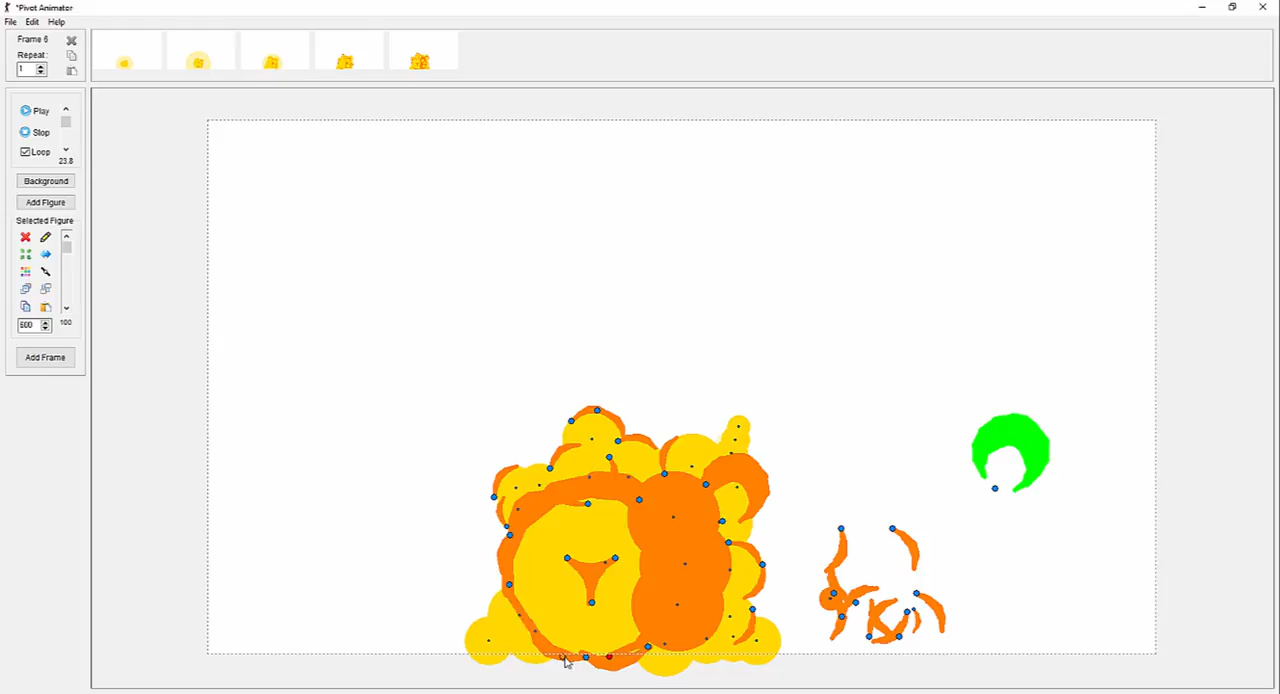 *Pivot Animator
File Edit Help
Frame 6
Repeat:
1
Play
Stop
Loop
23.8
Background
Add Figure
Selected Figure
600
100
Add Frame